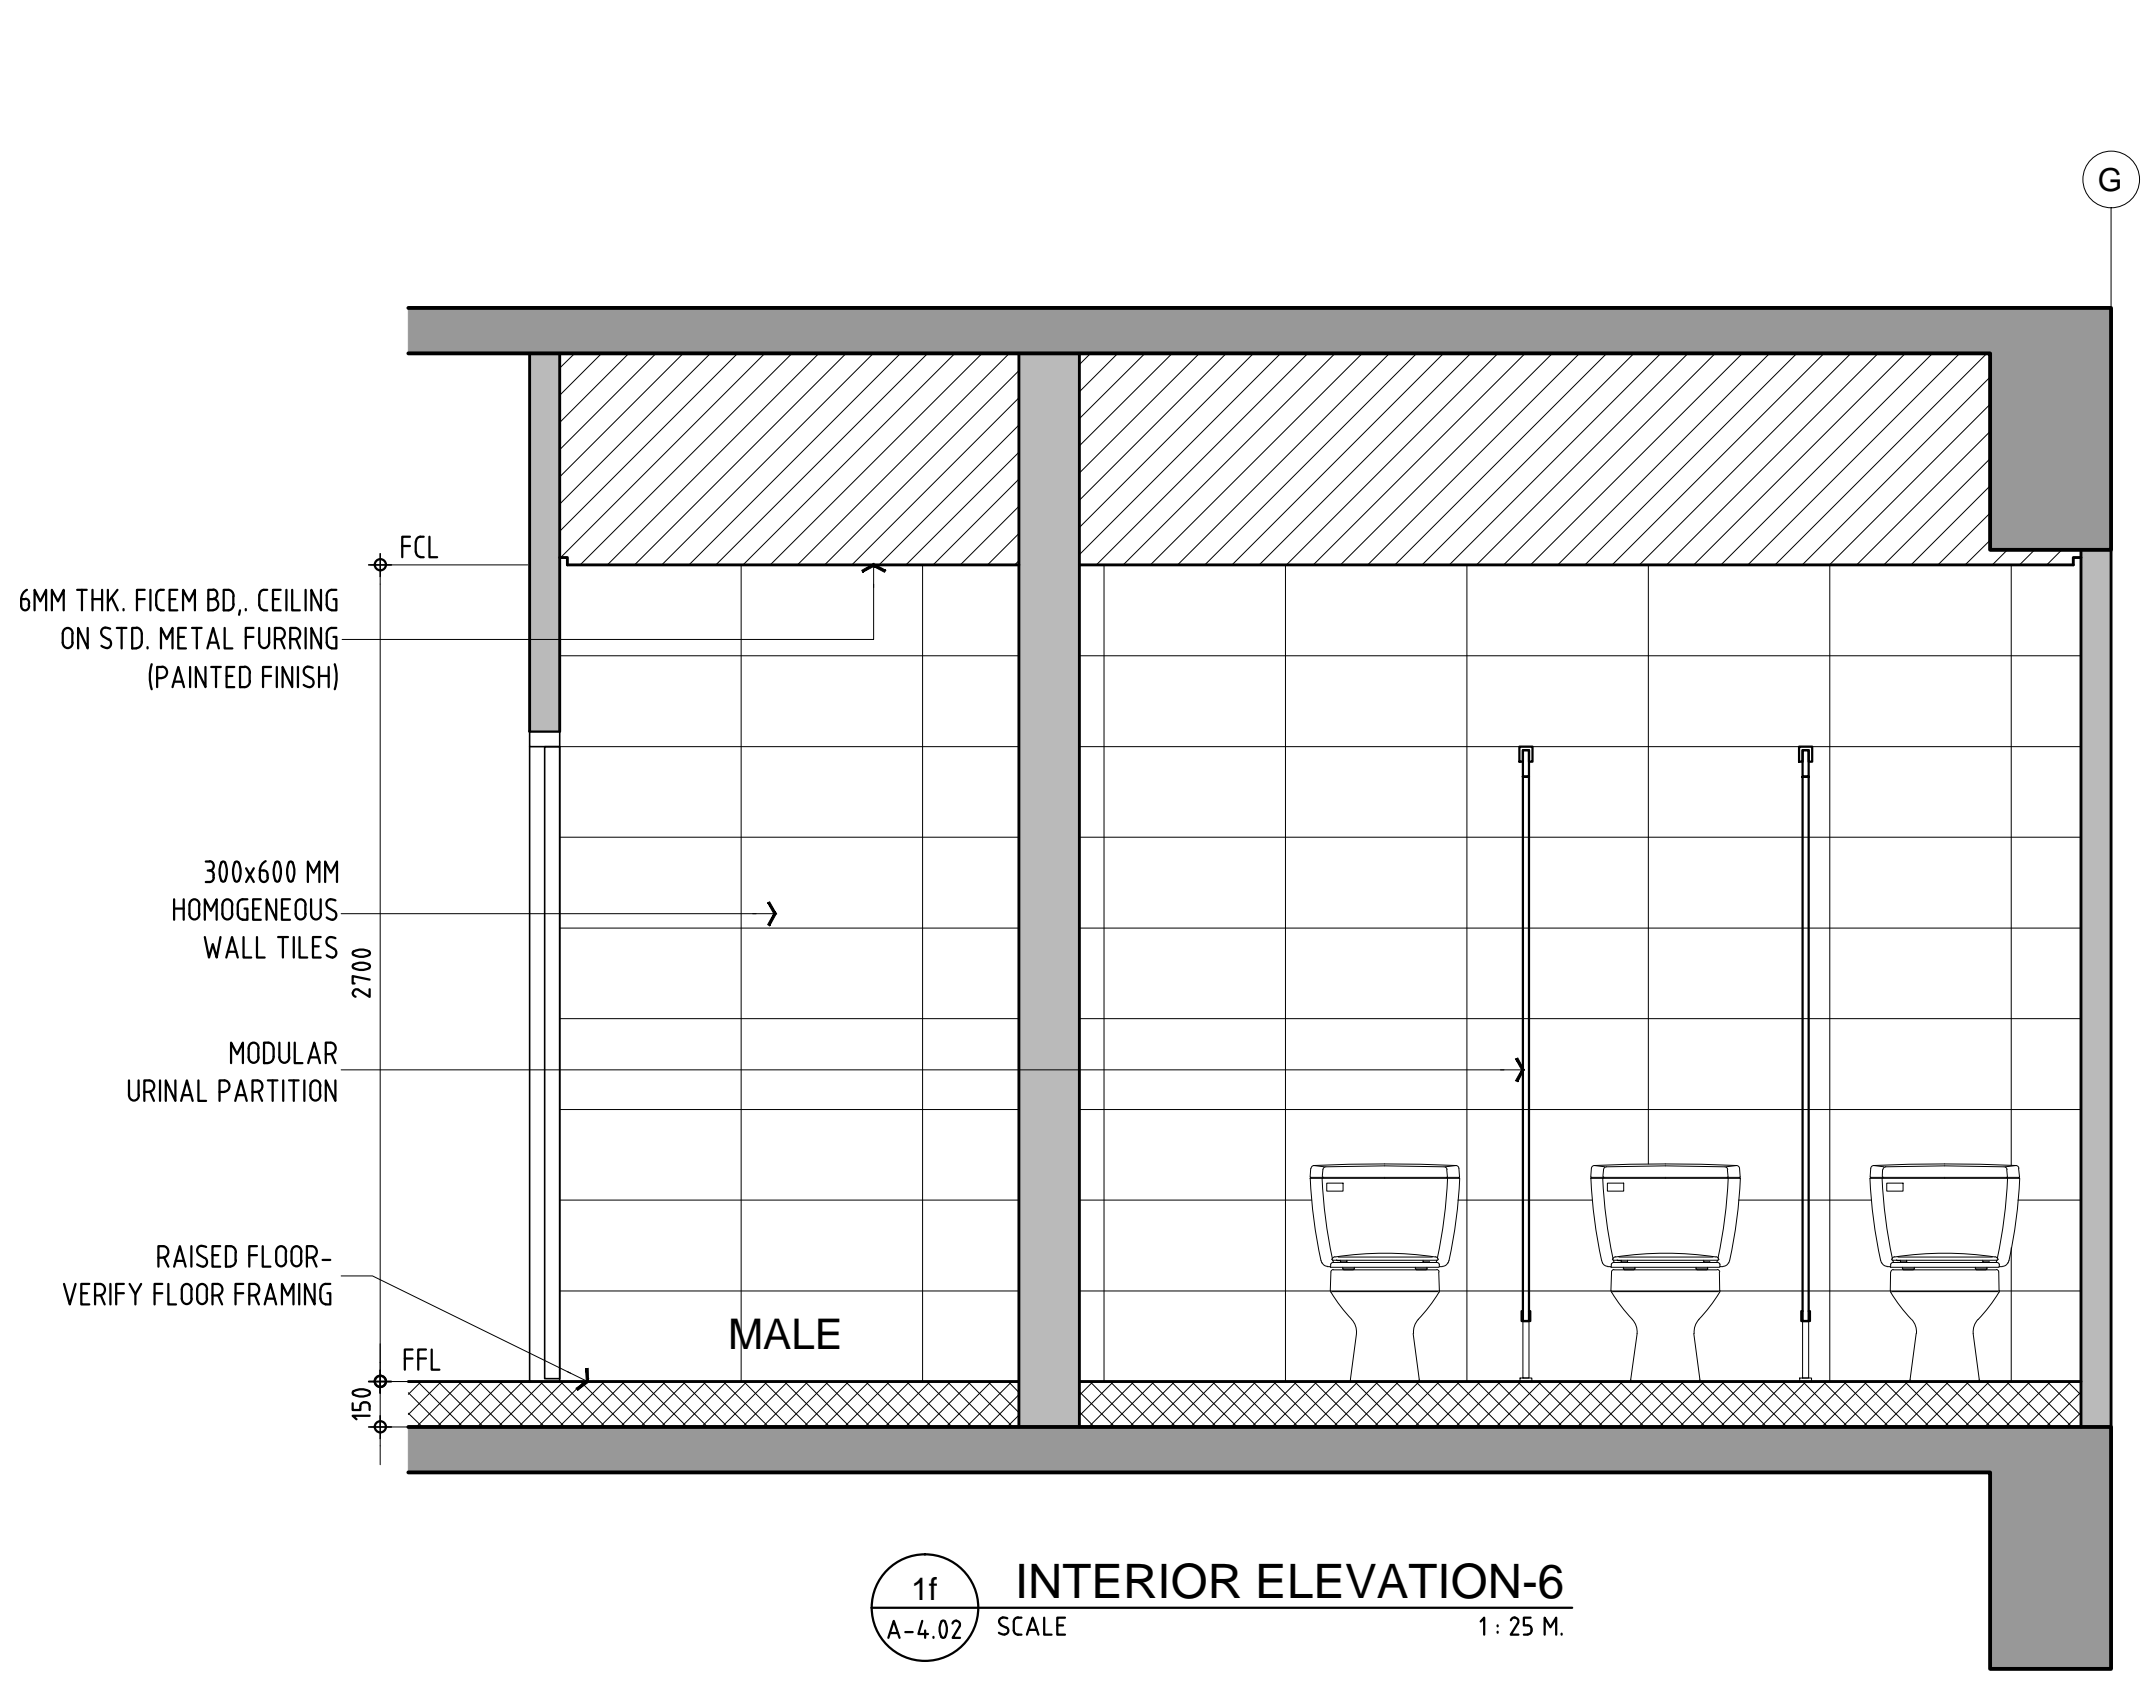 G
FCL
6MM THK. FICEM BD,. CEILING
ON STD. METAL FURRING
(PAINTED FINISH)
300x600 MM
HOMOGENEOUS
WALL TILES
2700
MODULAR
URINAL PARTITION
RAISED FLOOR-
VERIFY FLOOR FRAMING
MALE
FFL
150
1f
INTERIOR ELEVATION-6
A-4.02
SCALE
1 : 25 M.